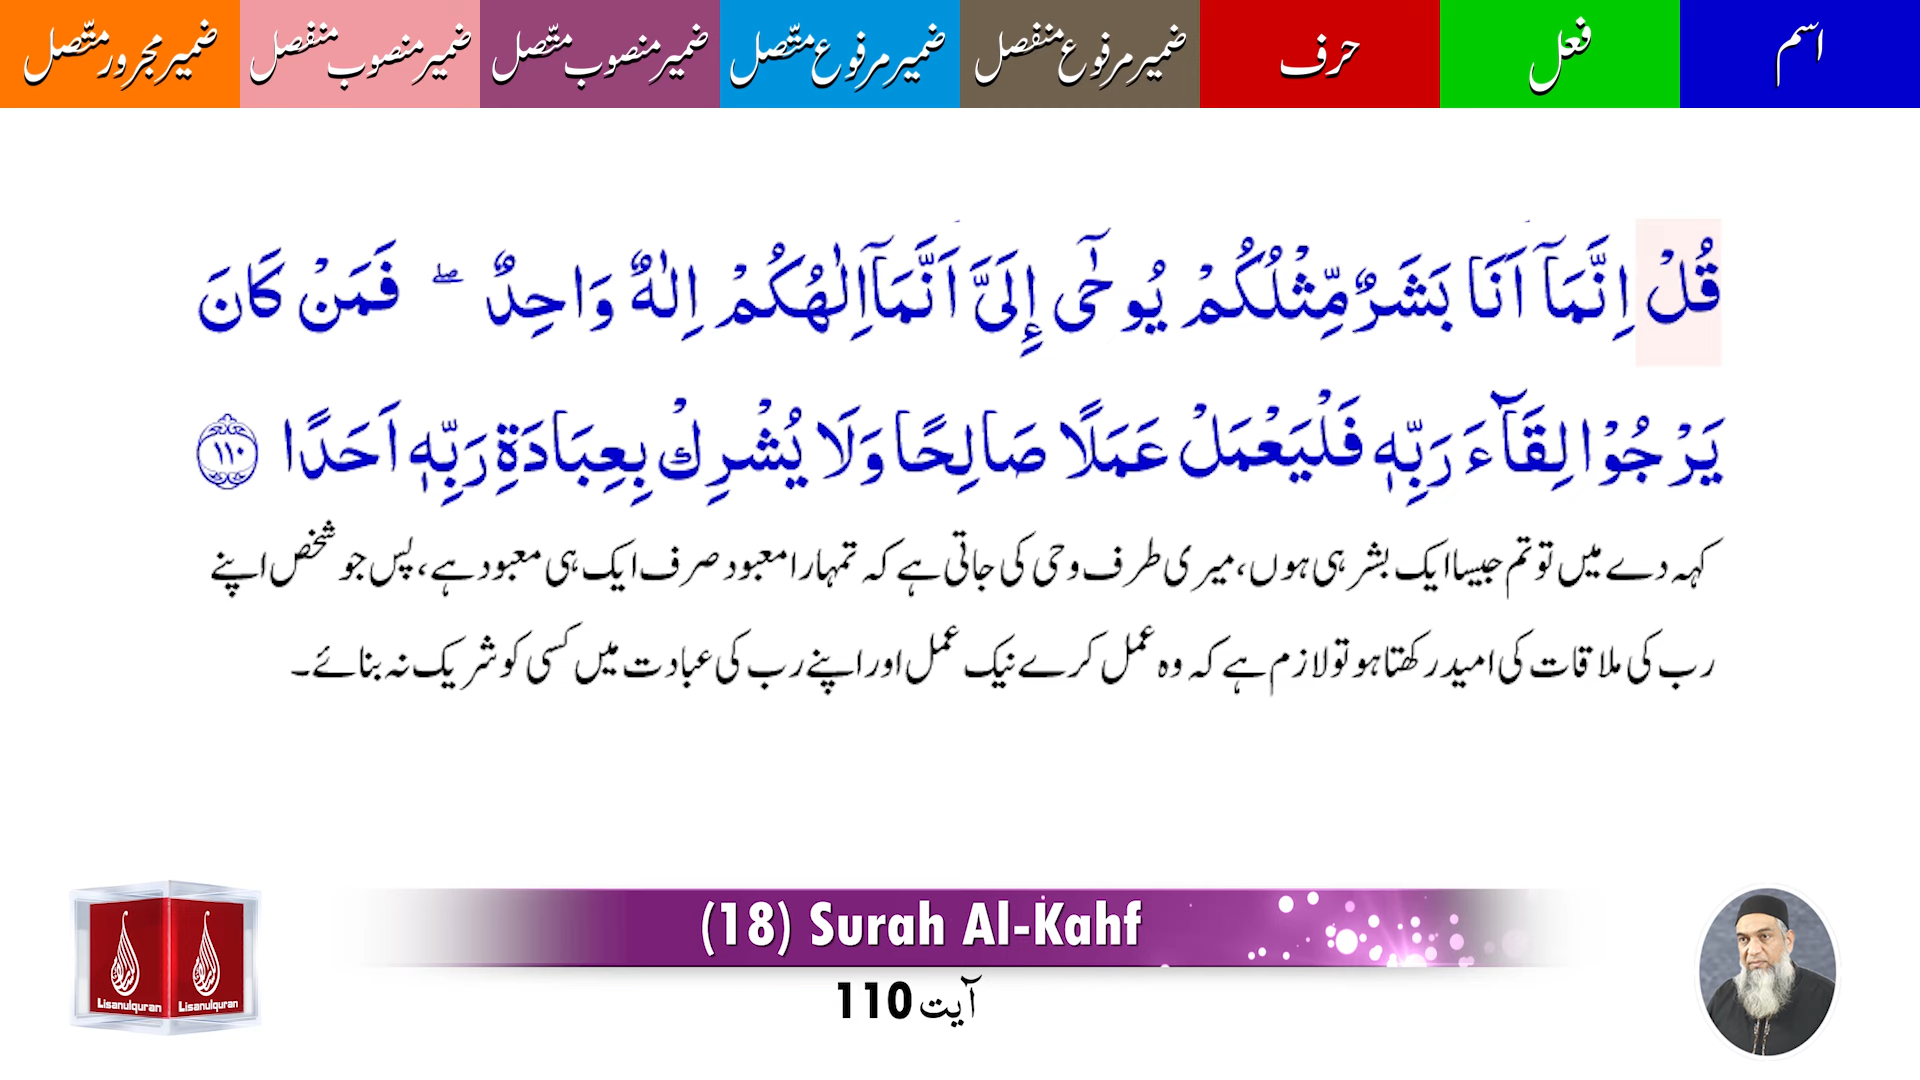 اسم
فعل
حرف
ضمیر مرفوع منفصل
ضمیر مرفوع متّصل
ضمیر منصوب متّصل
ضمیر منصوب منفصل
ضمیر مجرور متّصل
قُلْ اِنَّمَآ اَنَا بَشَرٌ مِّثْلُكُمْ يُوحٰٓى إِلَىَّ اَنَّمَآ اِلٰهُكُمْ اِلٰهٌ وَاحِدٌ ۖ فَمَنْ كَانَ
يَرْجُوْا لِقَآءَ رَبِّهٖ فَلْيَعْمَلْ عَمَلًا صَالِحًا وَلَا يُشْرِكْ بِعِبَادَةِ رَبِّهٖ اَحَدًا ۝١١٠
کہہ دے میں تو تم جیسا ایک بشر ہی ہوں، میری طرف وحی کی جاتی ہے کہ تمہارا معبود صرف ایک ہی معبود ہے، پس جو شخص اپنے
رب کی ملاقات کی امید رکھتا ہو تو لازم ہے کہ وہ عمل کرے نیک عمل اور اپنے رب کی عبادت میں کسی کو شریک نہ بنائے۔
(18) Surah Al-Kahf
آیت 110
Lisanulquran
Lisanulquran